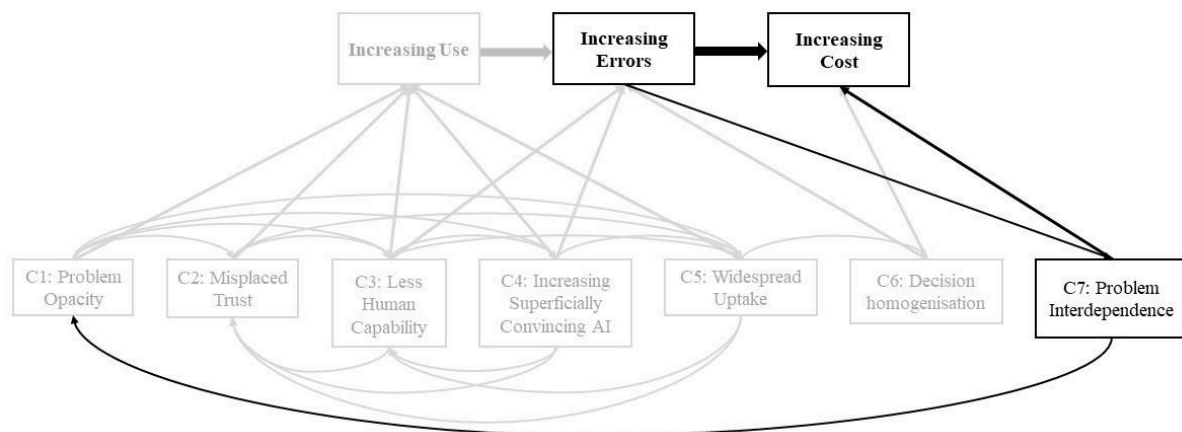 Increasing Use
Increasing
Errors
Increasing
Cost
C1: Problem
Opacity
C2: Misplaced
Trust
C3: Less
Human
Capability
C4: Increasing
Superficially
Convincing AI
C5: Widespread
Uptake
C6: Decision
homogenisation
C7: Problem
Interdependence